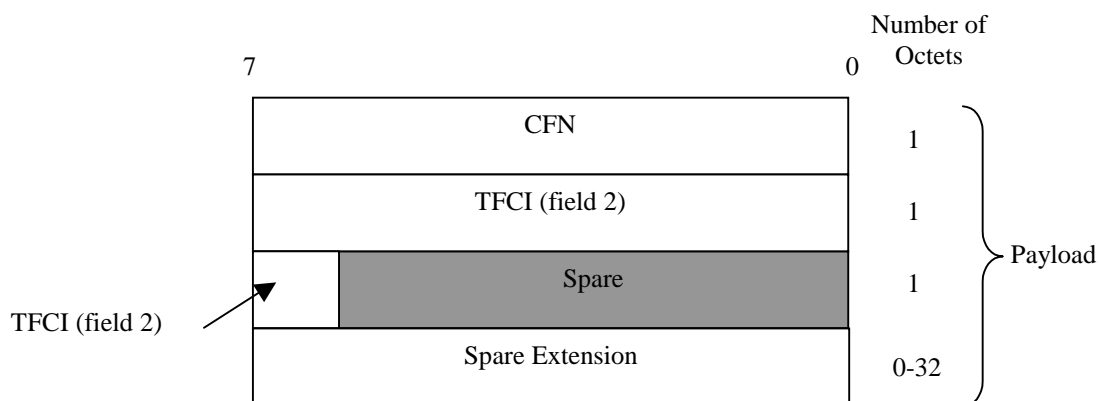 Number of
Octets
7
0
CFN
1
TFCI (field 2)
1
Spare
1
Payload
TFCI (field 2)
Spare Extension
0-32